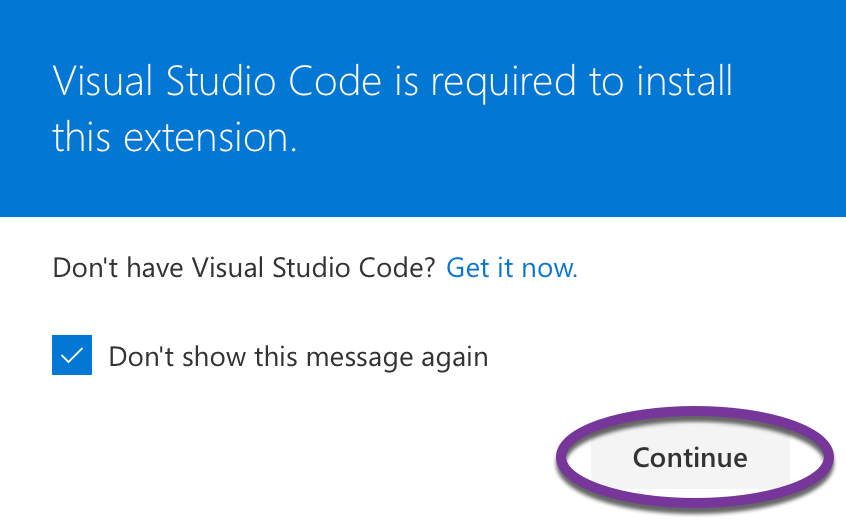 Visual Studio Code is required to install
this extension.
Don't have Visual Studio Code? Get it now.
Don't show this message again
Continue